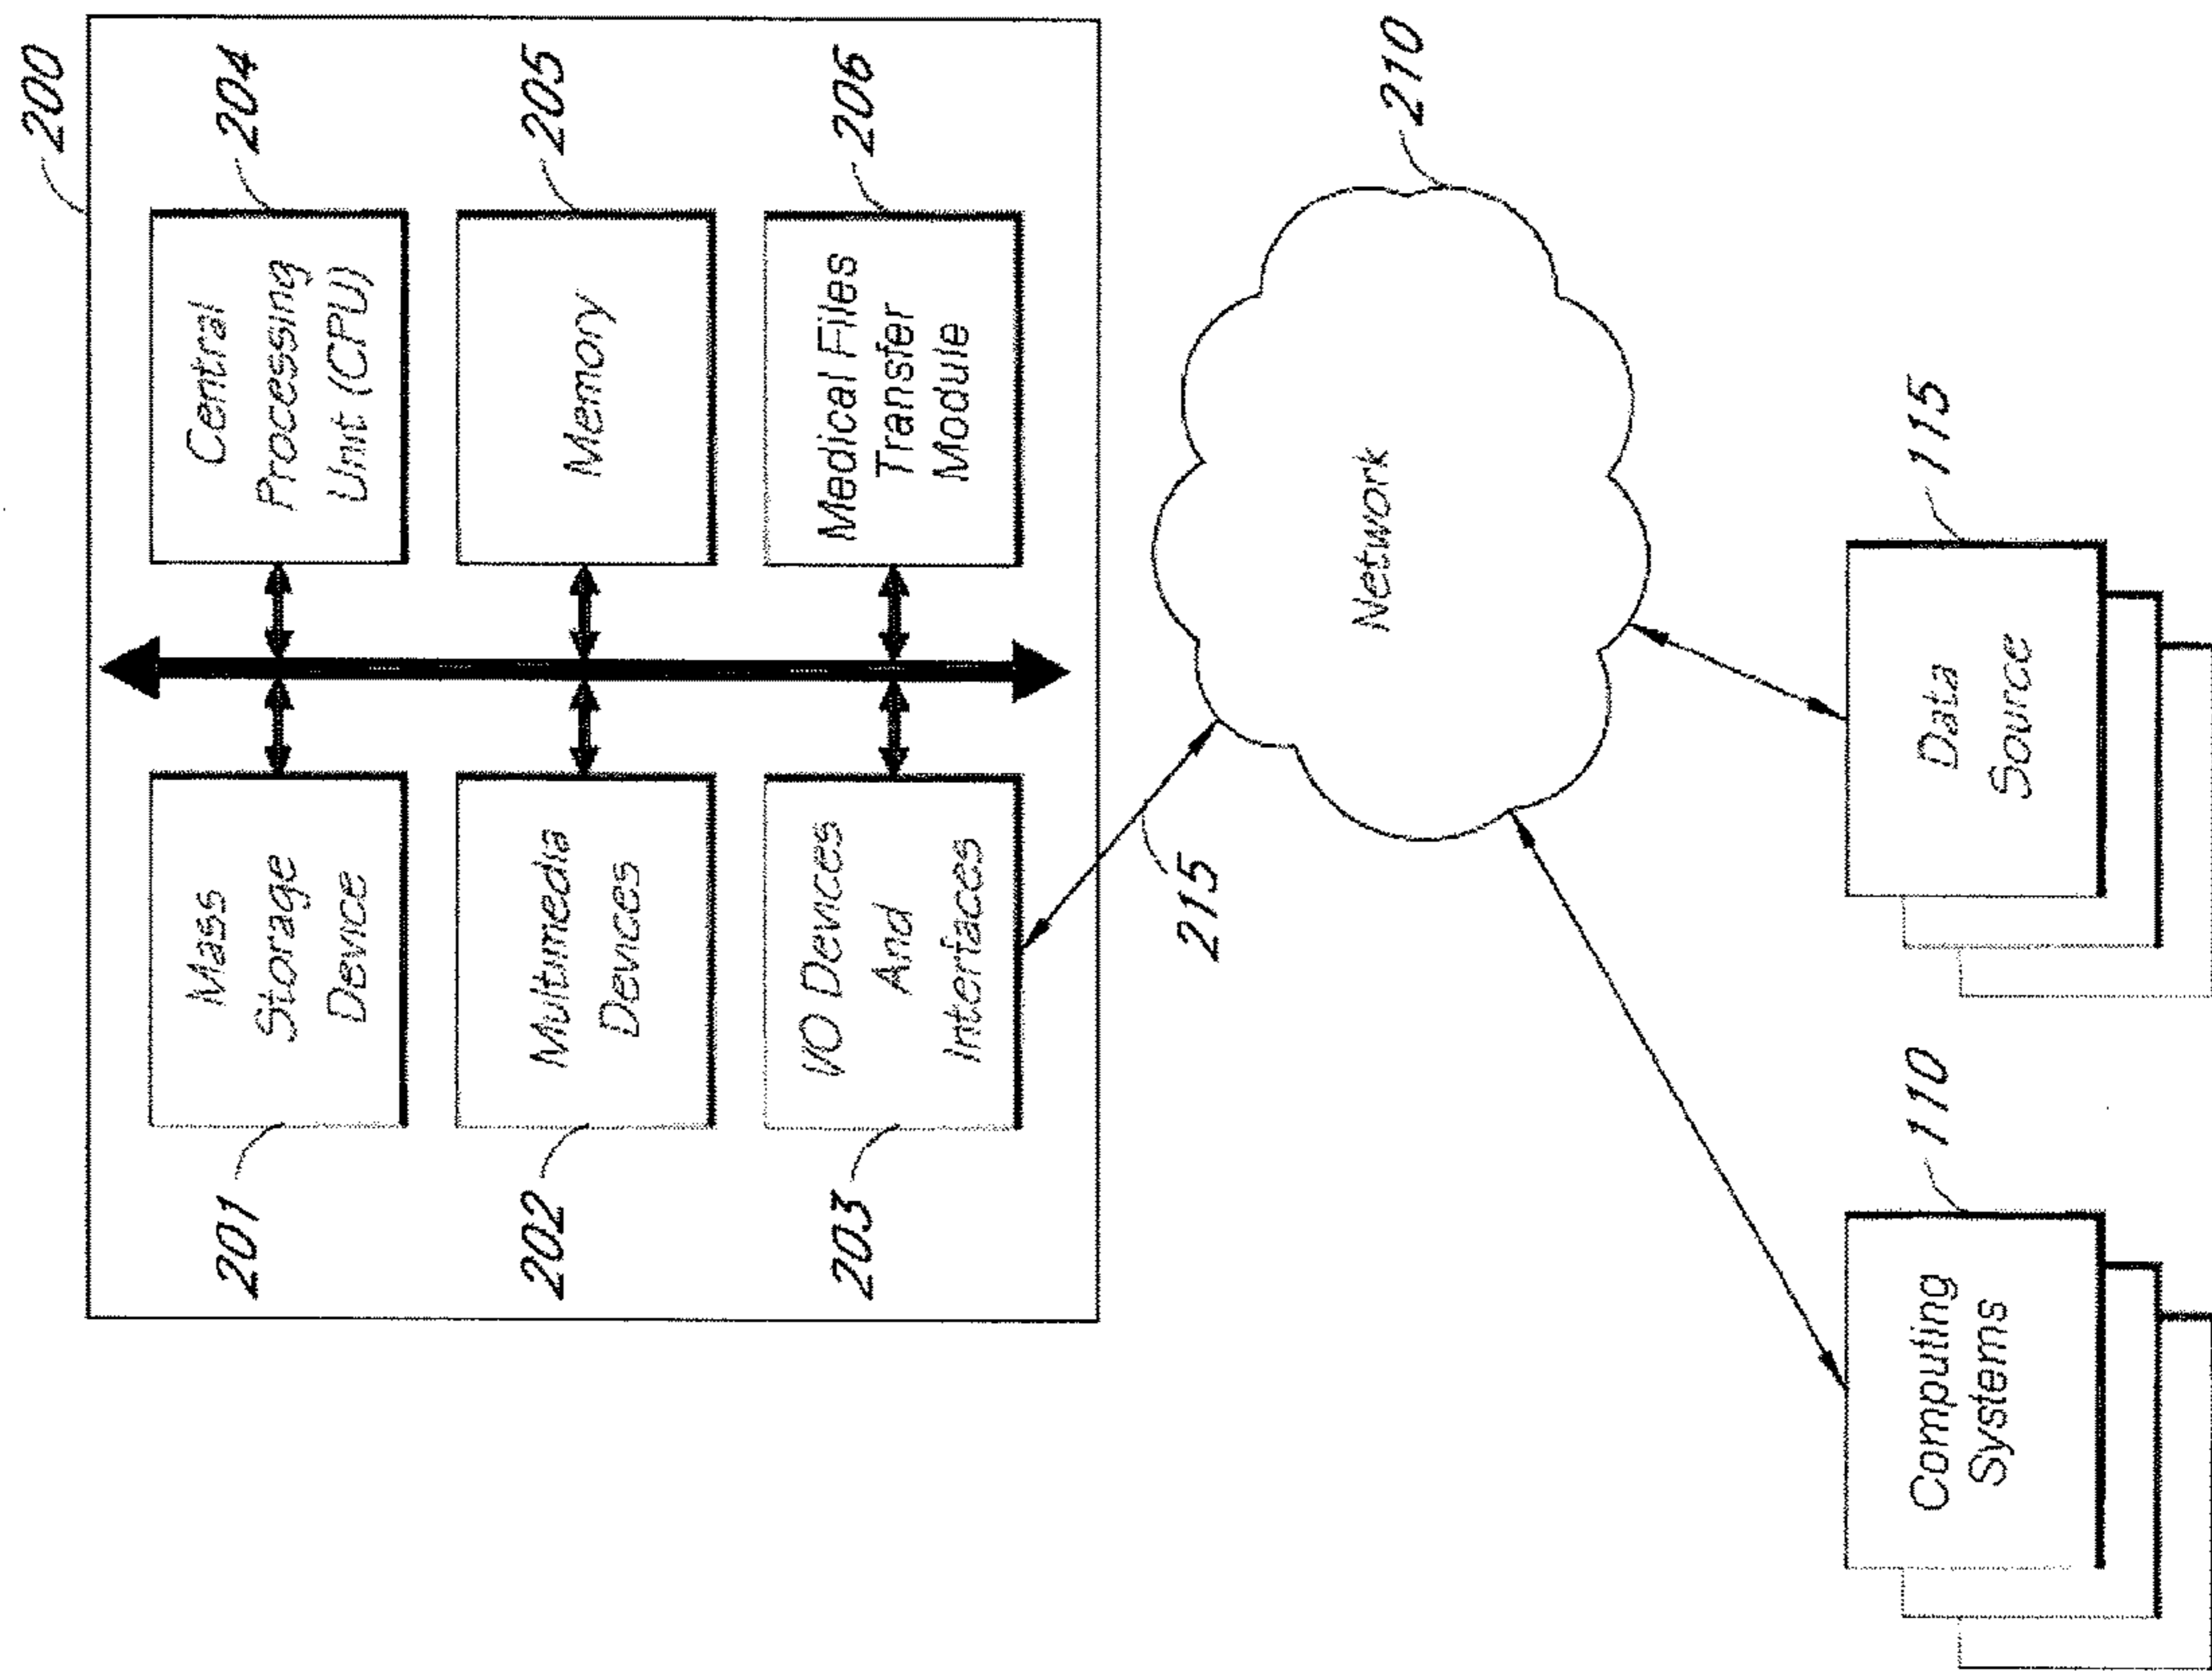 200
201
Mass
Storage
Device
Central
Processing
Unit (CPU)
204
202
Multimedia
Devices
Memory
205
203
I/O Devices
And
Interfaces
Medical Files
Transfer
Module
206
215
Network
210
110
Computing
Systems
115
Data
Source